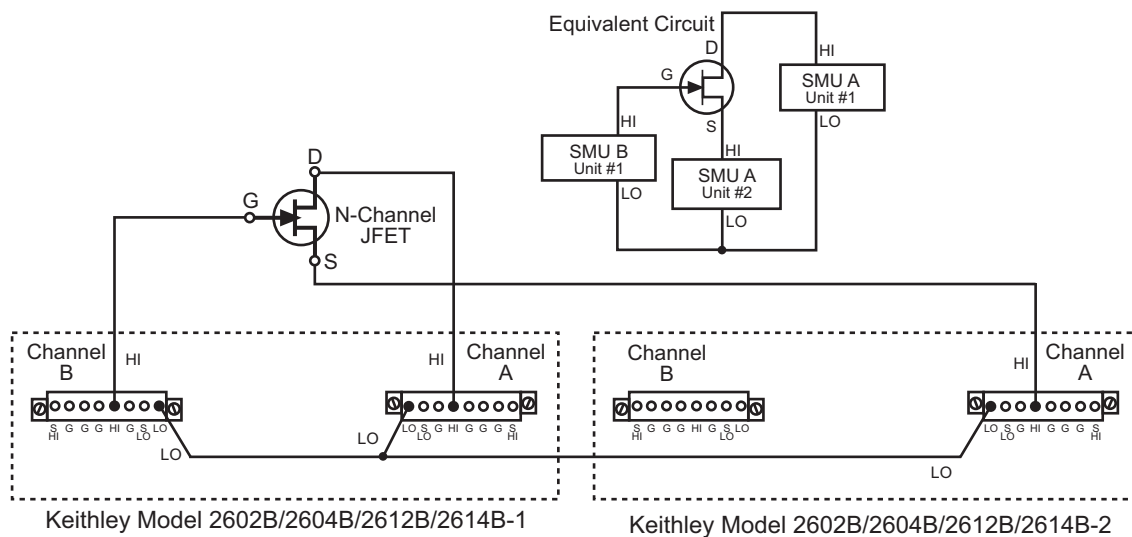 Equivalent Circuit
D
HI
G
SMU A
Unit #1
HI
S
LO
SMU B
Unit #1
HI
SMU A
Unit #2
LO
LO
D
G
N-Channel
JFET
S
Channel
B
HI
HI
Channel
A
Channel
B
HI
Channel
A
S
HI G G G HI G S
LO LO
LO S
LO G HI G G G S
HI
S
HI G G G HI G S
LO LO
LO S
LO G HI G G G S
HI
LO
LO
LO
Keithley Model 2602B/2604B/2612B/2614B-1
Keithley Model 2602B/2604B/2612B/2614B-2